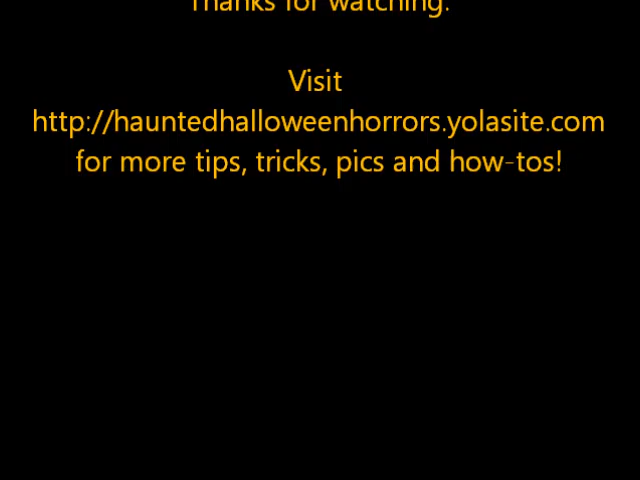 Thanks for watching.
Visit
http://hauntedhalloweenhorrors.yolasite.com
for more tips, tricks, pics and how-tos!